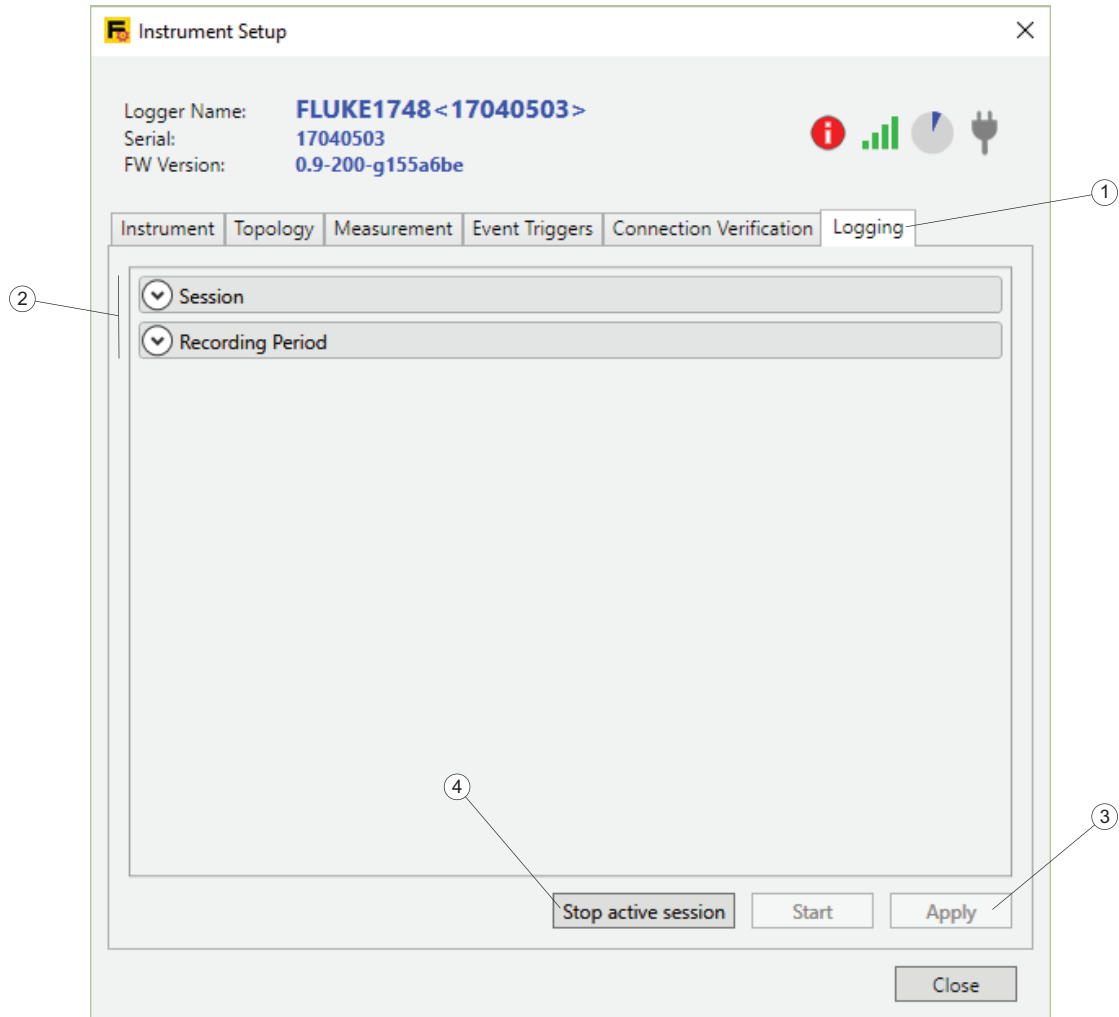 Instrument Setup
Logger Name: FLUKE1748<17040503>
Serial: 17040503
FW Version: 0.9-200-g155a6be
1
Instrument Topology Measurement Event Triggers Connection Verification Logging
2
Session
Recording Period
4
3
Stop active session Start Apply
Close